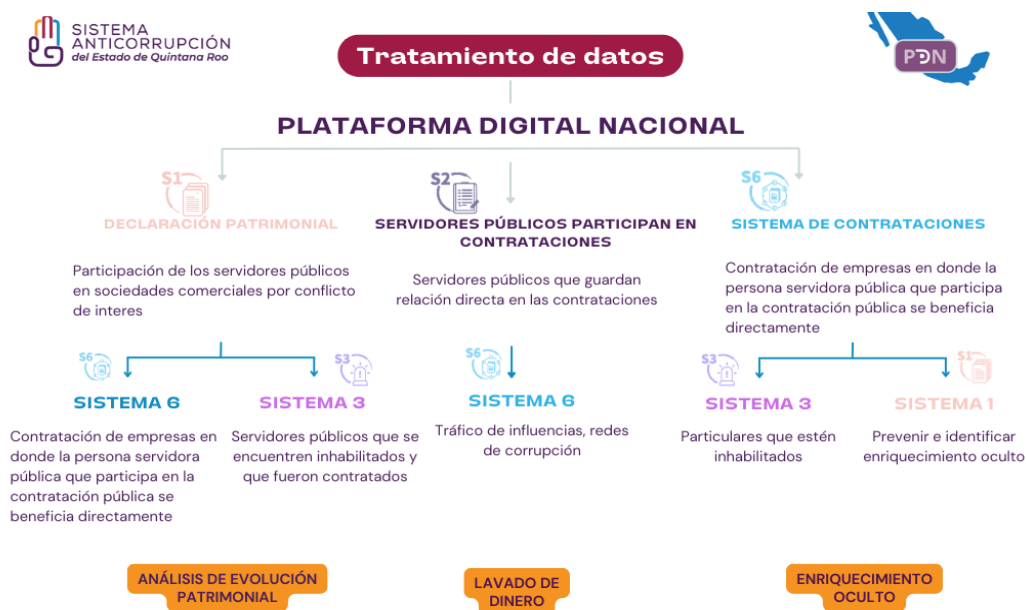 SISTEMA
ANTICORRUPCIÓN
del Estado de Quintana Roo
Tratamiento de datos
PDN
PLATAFORMA DIGITAL NACIONAL
S1
DECLARACIÓN PATRIMONIAL
Participación de los servidores públicos
en sociedades comerciales por conflicto
de interes
S2
SERVIDORES PÚBLICOS PARTICIPAN EN
CONTRATACIONES
Servidores públicos que guardan
relación directa en las contrataciones
S6
SISTEMA DE CONTRATACIONES
Contratación de empresas en donde la
persona servidora pública que participa
en la contratación pública se beneficia
directamente
S6
SISTEMA 6
Contratación de empresas en
donde la persona servidora
pública que participa en la
contratación pública se
beneficia directamente
S3
SISTEMA 3
Servidores públicos que se
encuentren inhabilitados y
que fueron contratados
S6
SISTEMA 6
Tráfico de influencias, redes
de corrupción
S3
SISTEMA 3
Particulares que estén
inhabilitados
S1
SISTEMA 1
Prevenir e identificar
enriquecimiento oculto
ANÁLISIS DE EVOLUCIÓN
PATRIMONIAL
LAVADO DE
DINERO
ENRIQUECIMIENTO
OCULTO